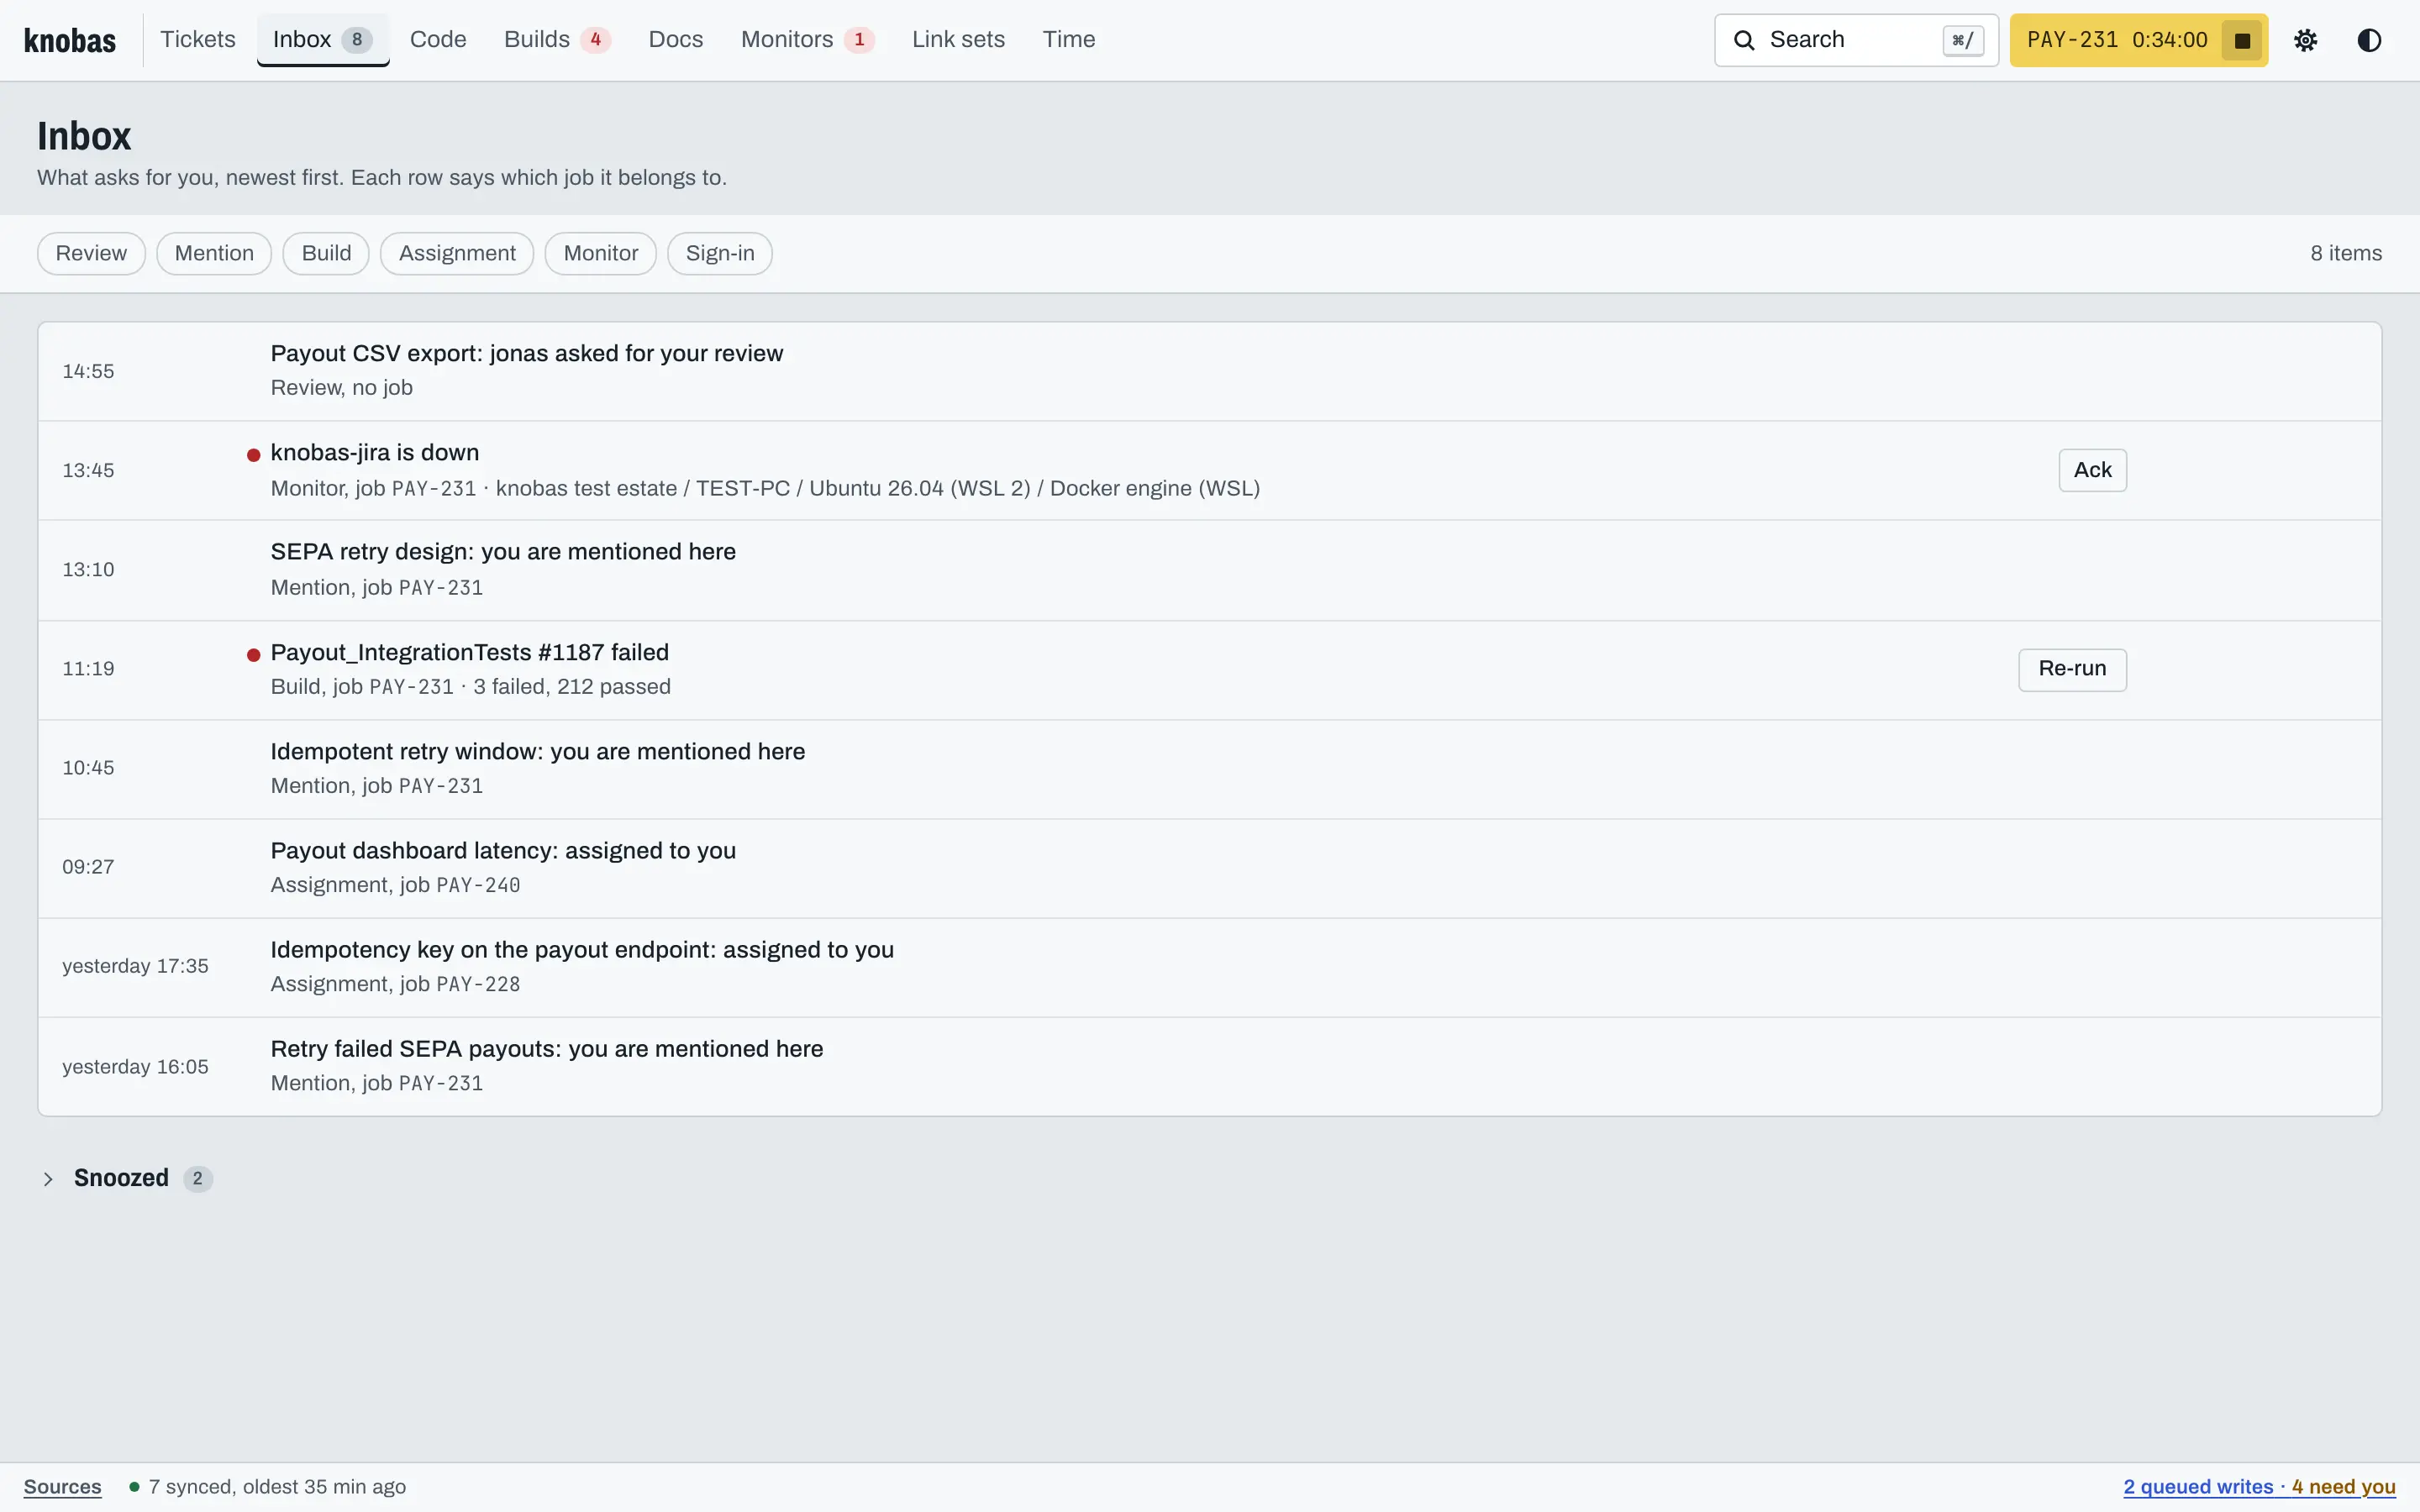 knobas Tickets Inbox 8 Code Builds 4 Docs Monitors 1 Link sets Time Search ⌘/ PAY-231 0:34:00
Inbox
What asks for you, newest first. Each row says which job it belongs to.
Review Mention Build Assignment Monitor Sign-in 8 items
Payout CSV export: jonas asked for your review
14:55
Review, no job
knobas-jira is down
13:45 Ack
Monitor, job PAY-231 · knobas test estate / TEST-PC / Ubuntu 26.04 (WSL 2) / Docker engine (WSL)
SEPA retry design: you are mentioned here
13:10
Mention, job PAY-231
Payout_IntegrationTests #1187 failed
11:19 Re-run
Build, job PAY-231 · 3 failed, 212 passed
Idempotent retry window: you are mentioned here
10:45
Mention, job PAY-231
Payout dashboard latency: assigned to you
09:27
Assignment, job PAY-240
Idempotency key on the payout endpoint: assigned to you
yesterday 17:35
Assignment, job PAY-228
Retry failed SEPA payouts: you are mentioned here
yesterday 16:05
Mention, job PAY-231
Snoozed 2
Sources 7 synced, oldest 35 min ago 2 queued writes · 4 need you